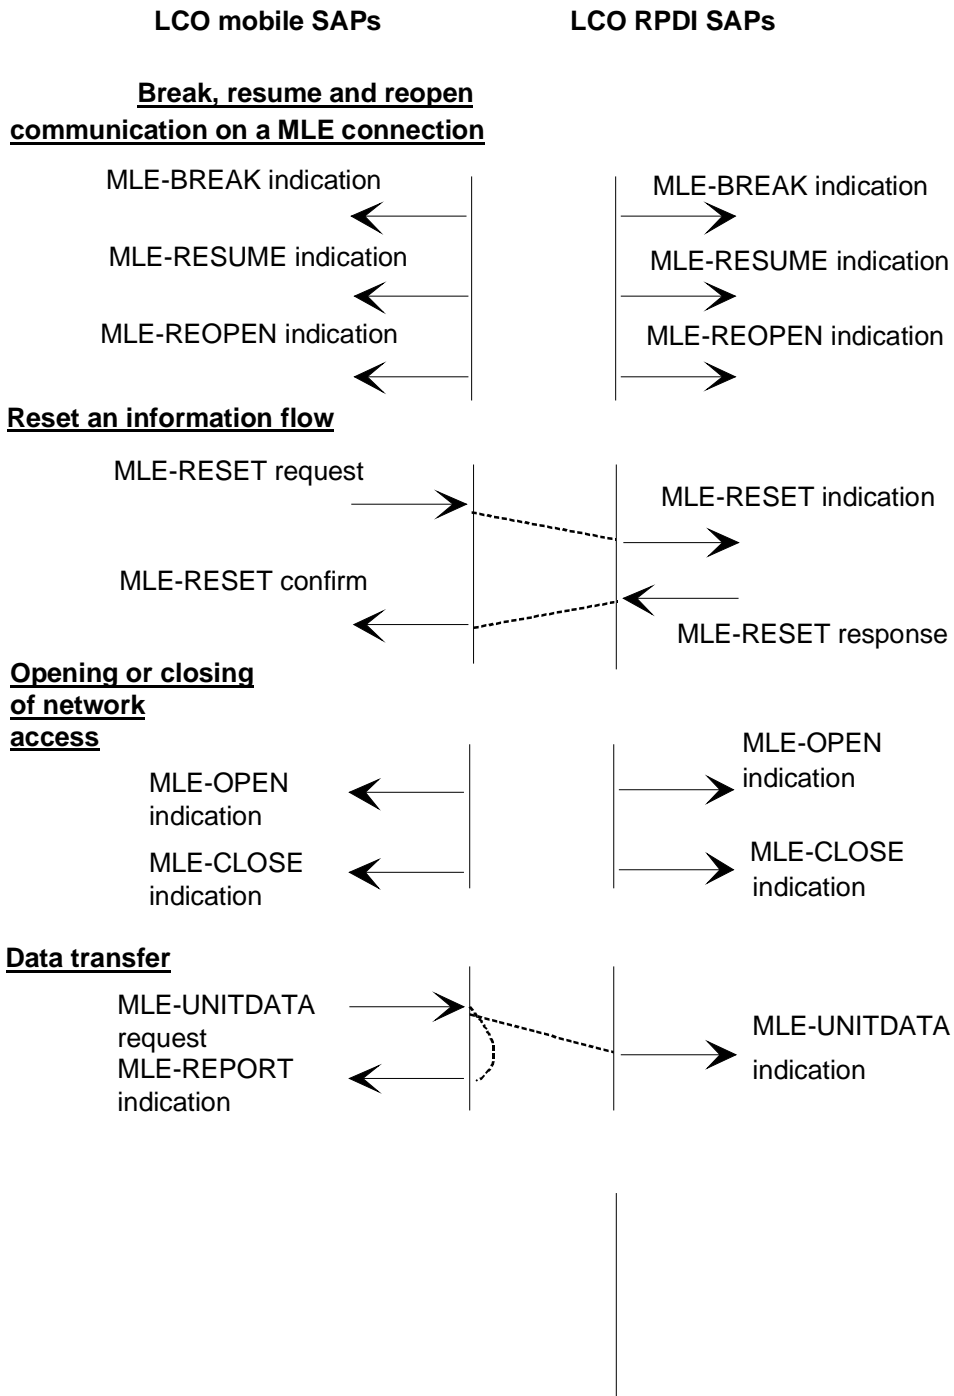 LCO mobile SAPs
LCO RPDI SAPs
Break, resume and reopen
communication on a MLE connection
MLE-BREAK indication
MLE-BREAK indication
MLE-RESUME indication
MLE-RESUME indication
MLE-REOPEN indication
MLE-REOPEN indication
Reset an information flow
MLE-RESET request
MLE-RESET indication
MLE-RESET confirm
MLE-RESET response
Opening or closing
of network
access
MLE-OPEN
indication
MLE-OPEN
indication
MLE-CLOSE
indication
MLE-CLOSE
indication
Data transfer
MLE-UNITDATA
request
MLE-REPORT
indication
MLE-UNITDATA
indication